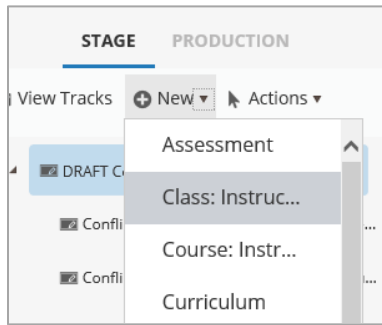 STAGE PRODUCTION
View Tracks New Actions
Assessment
DRAFT C
Class: Instruc...
Confli ...
Course: Instr...
Confli ...
Curriculum